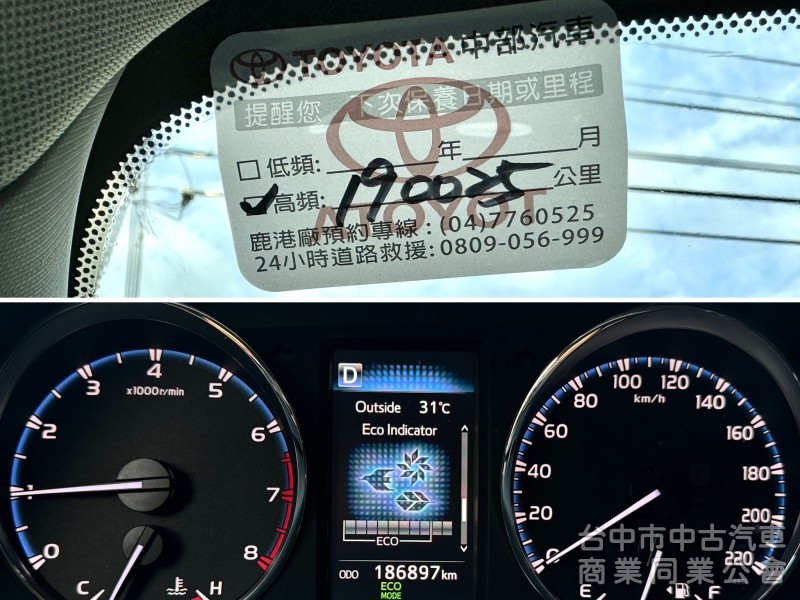 TOYOTA 中部汽車
提醒您 下次保養日期或里程
□ 低頻: 年 月
✓ 高頻: 190025 公里
鹿港廠預約專線：(04)7760525
24小時道路救援: 0809-056-999
TOYOT
0 1 2 3 4 5 6 7 8
x1000r/min
C H
D
Outside 31℃
Eco Indicator
ECO
ODO 186897 km
ECO
MODE
0 20 40 60 80 100 120 140 160 180 200 220
km/h
E F
台中市中古汽車
商業同業公會